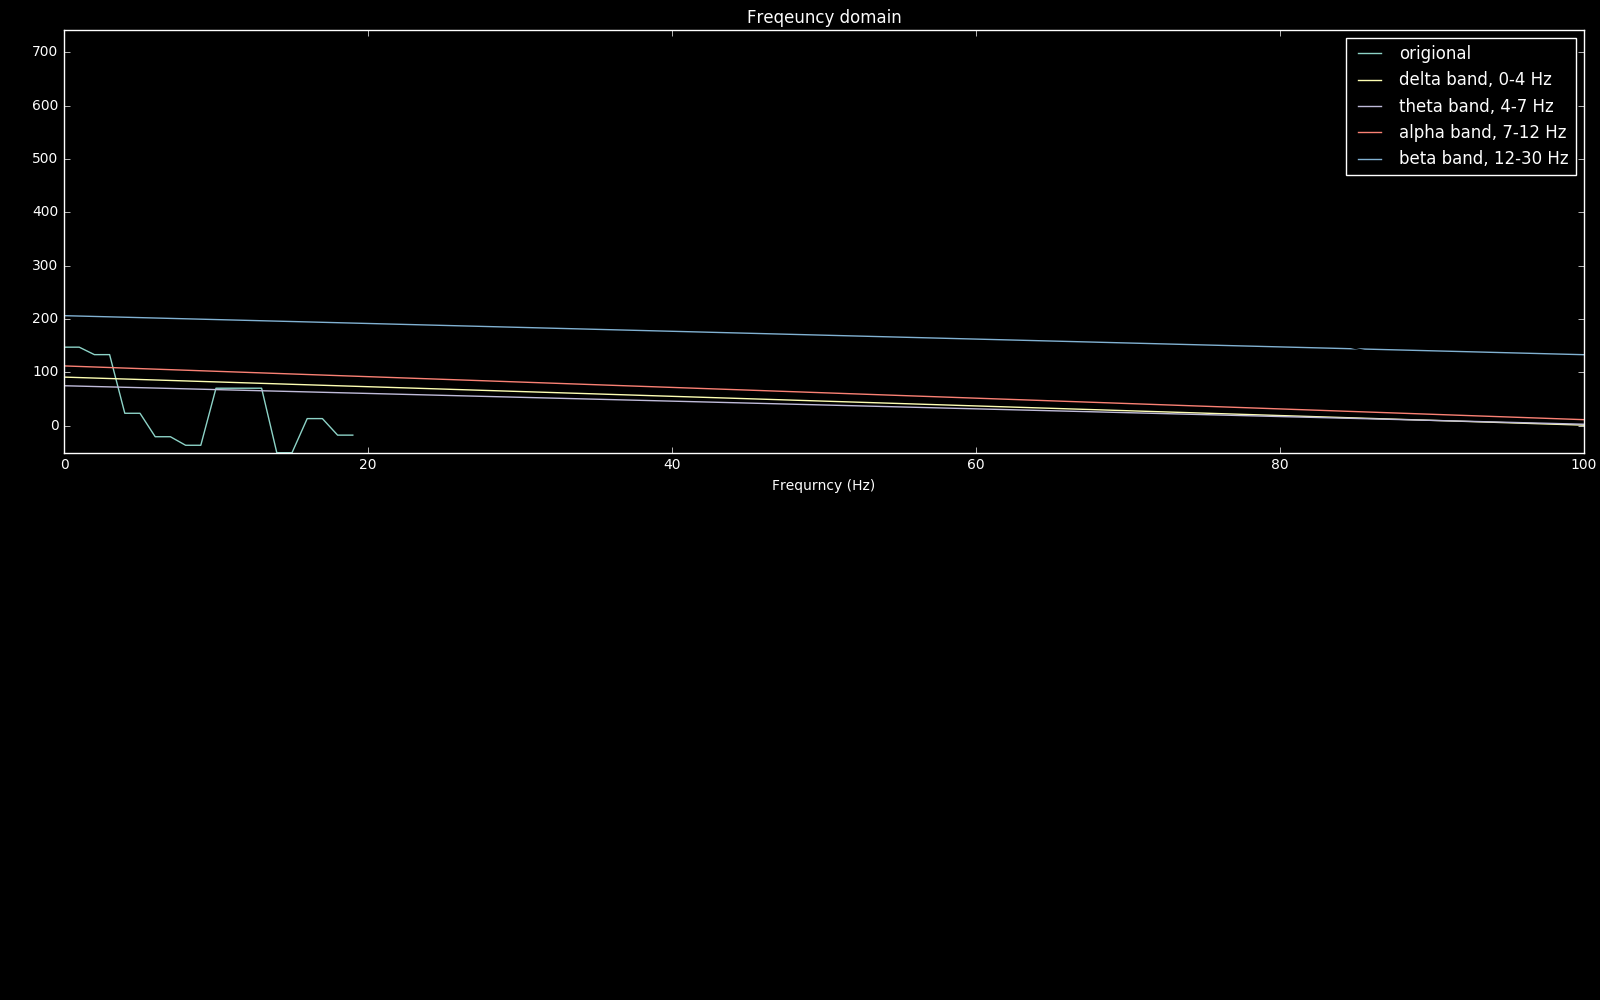 Freqeuncy domain
700
600
500
400
300
200
100
0
origional
delta band, 0-4 Hz
theta band, 4-7 Hz
alpha band, 7-12 Hz
beta band, 12-30 Hz
0 20 40 60 80 100
Frequrncy (Hz)